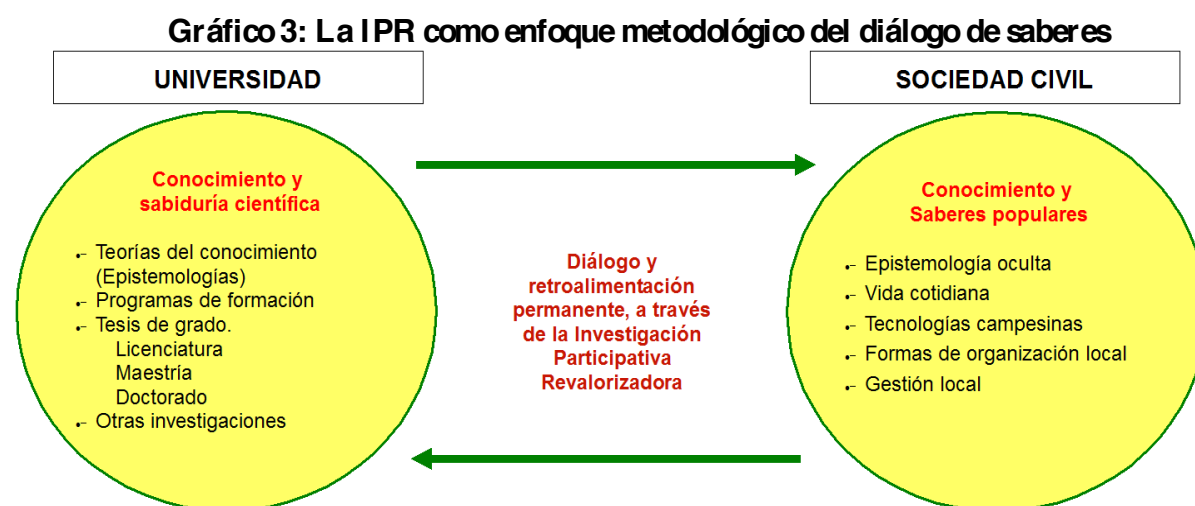 Gráfico 3: La IPR como enfoque metodológico del diálogo de saberes
UNIVERSIDAD
Conocimiento y
sabiduría científica
.- Teorías del conocimiento
(Epistemologías)
.- Programas de formación
.- Tesis de grado.
Licenciatura
Maestría
Doctorado
.- Otras investigaciones
Diálogo y
retroalimentación
permanente, a través
de la Investigación
Participativa
Revalorizadora
SOCIEDAD CIVIL
Conocimiento y
Saberes populares
.- Epistemología oculta
.- Vida cotidiana
.- Tecnologías campesinas
.- Formas de organización local
.- Gestión local